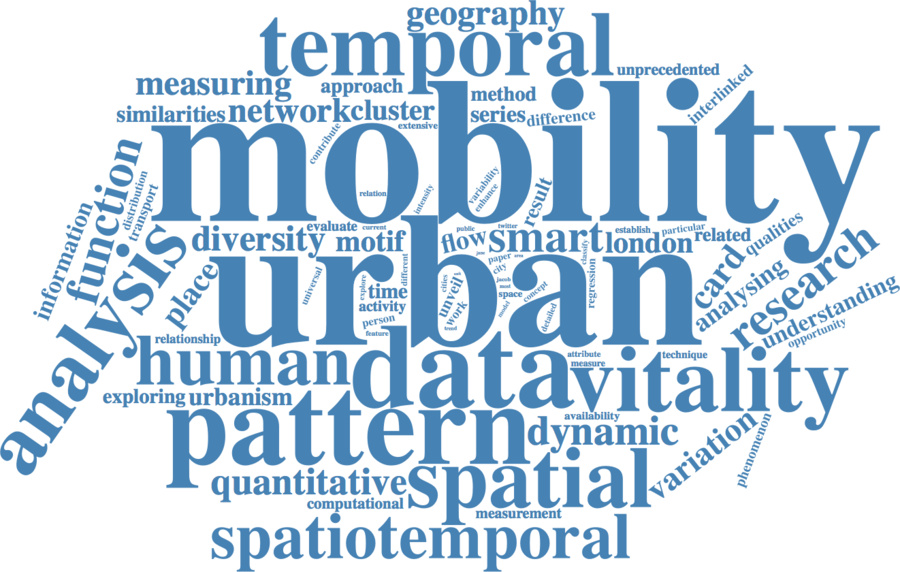 geography
temporal
unprecedented
interlinked
measuring
approach
method
similarities
network
cluster
series
difference
extensive
contribute
mobility
relation
intensity
variability
enhance
result
function
distribution
transport
information
analysis
place
diversity
evaluate
current
motif
public
twitter
flow
smart
establish
particular
london
related
qualities
card
analysing
research
understanding
opportunity
urban
universal
explore
time
activity
different
person
feature
cities
unveil
work
trend
paper
area
city
jacob
space
model
concept
detailed
classify
regression
relationship
human
data
attribute
measure
technique
vitality
exploring
urbanism
pattern
availability
dynamic
variation
phenomenon
quantitative
spatial
computational
measurement
spatiotemporal